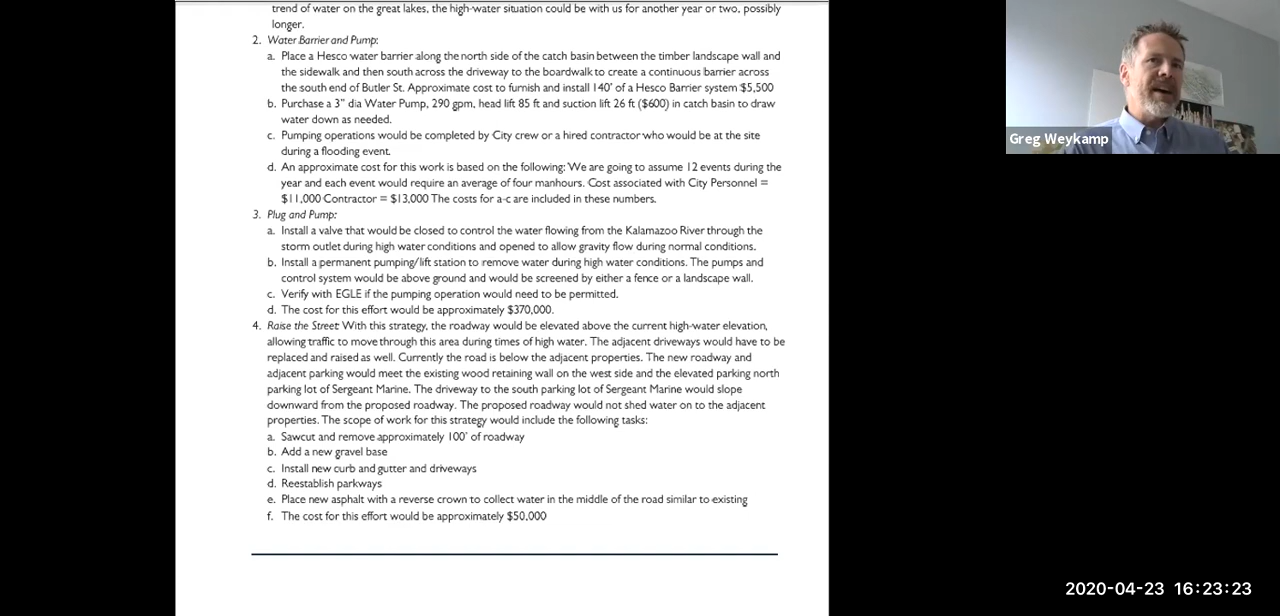 trend of water on the great lakes, the high-water situation could be with us for another year or two, possibly
longer.
2. Water Barrier and Pump:
a. Place a Hesco water barrier along the north side of the catch basin between the timber landscape wall and
the sidewalk and then south across the driveway to the boardwalk to create a continuous barrier across
the south end of Butler St. Approximate cost to furnish and install 140' of a Hesco Barrier system $5,500
b. Purchase a 3" dia Water Pump, 290 gpm, head lift 85 ft and suction lift 26 ft ($600) in catch basin to draw
water down as needed.
c. Pumping operations would be completed by City crew or a hired contractor who would be at the site
during a flooding event.
d. An approximate cost for this work is based on the following: We are going to assume 12 events during the
year and each event would require an average of four manhours. Cost associated with City Personnel =
$11,000 Contractor = $13,000 The costs for a-c are included in these numbers.
3. Plug and Pump:
a. Install a valve that would be closed to control the water flowing from the Kalamazoo River through the
storm outlet during high water conditions and opened to allow gravity flow during normal conditions.
b. Install a permanent pumping/lift station to remove water during high water conditions. The pumps and
control system would be above ground and would be screened by either a fence or a landscape wall.
c. Verify with EGLE if the pumping operation would need to be permitted.
d. The cost for this effort would be approximately $370,000.
4. Raise the Street: With this strategy, the roadway would be elevated above the current high-water elevation,
allowing traffic to move through this area during times of high water. The adjacent driveways would have to be
replaced and raised as well. Currently the road is below the adjacent properties. The new roadway and
adjacent parking would meet the existing wood retaining wall on the west side and the elevated parking north
parking lot of Sergeant Marine. The driveway to the south parking lot of Sergeant Marine would slope
downward from the proposed roadway. The proposed roadway would not shed water on to the adjacent
properties. The scope of work for this strategy would include the following tasks:
a. Sawcut and remove approximately 100' of roadway
b. Add a new gravel base
c. Install new curb and gutter and driveways
d. Reestablish parkways
e. Place new asphalt with a reverse crown to collect water in the middle of the road similar to existing
f. The cost for this effort would be approximately $50,000
Greg Weykamp
2020-04-23 16:23:23